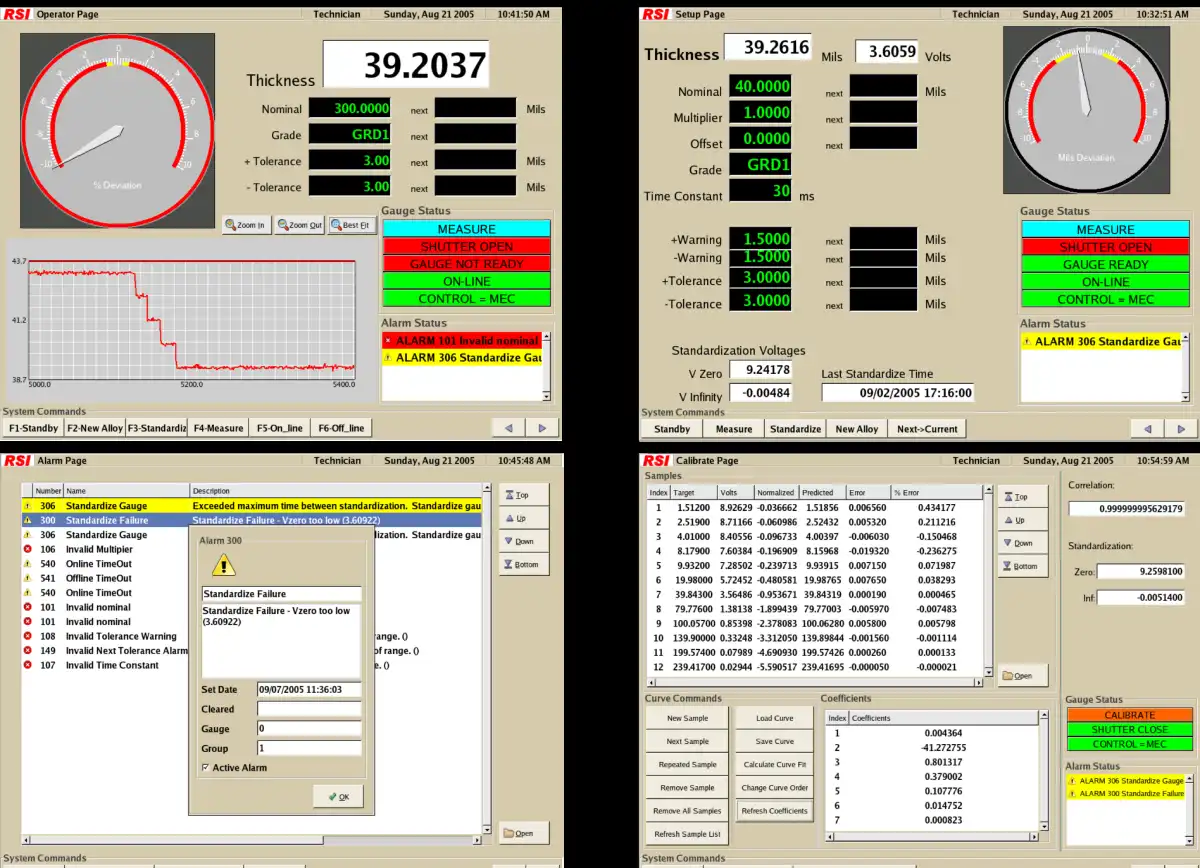 RSI Operator Page Technician Sunday, Aug 21 2005 10:41:50 AM
Thickness 39.2037
Nominal 300.0000 next Mils
Grade GRD1 next
+ Tolerance 3.00 next Mils
- Tolerance 3.00 next Mils
% Deviation
Zoom In Zoom Out Best Fit
43.7
41.2
38.7
5000.0 5200.0 5400.0
Gauge Status
MEASURE
SHUTTER OPEN
GAUGE NOT READY
ON-LINE
CONTROL = MEC
Alarm Status
ALARM 101 Invalid nominal
ALARM 306 Standardize Gau
System Commands
F1-Standby F2-New Alloy F3-Standardiz F4-Measure F5-On_line F6-Off_line
RSI Setup Page Technician Sunday, Aug 21 2005 10:32:51 AM
Thickness 39.2616 Mils 3.6059 Volts
Nominal 40.0000 next Mils
Multiplier 1.0000 next
Offset 0.0000 next
Grade GRD1
Time Constant 30 ms
+Warning 1.5000 next Mils
-Warning 1.5000 next Mils
+Tolerance 3.0000 next Mils
-Tolerance 3.0000 next Mils
Standardization Voltages
V Zero 9.24178 Last Standardize Time
V Infinity -0.00484 09/02/2005 17:16:00
Mils Deviation
Gauge Status
MEASURE
SHUTTER OPEN
GAUGE READY
ON-LINE
CONTROL = MEC
Alarm Status
ALARM 306 Standardize Gau
System Commands
Standby Measure Standardize New Alloy Next->Current
RSI Alarm Page Technician Sunday, Aug 21 2005 10:45:48 AM
Number Name Description
306 Standardize Gauge Exceeded maximum time between standardization. Standardize gau
300 Standardize Failure Standardize Failure - Vzero too low (3.60922)
306 Standardize Gauge lization. Standardize gau
106 Invalid Multipier
540 Online TimeOut
541 Offline TimeOut
540 Online TimeOut
101 Invalid nominal
101 Invalid nominal
108 Invalid Tolerance Warning range. ()
149 Invalid Next Tolerance Alarm of range. ()
107 Invalid Time Constant e. ()
Top
Up
Down
Bottom
Open
Alarm 300
Standardize Failure
Standardize Failure - Vzero too low
(3.60922)
Set Date 09/07/2005 11:36:03
Cleared
Gauge 0
Group 1
Active Alarm
OK
System Commands
RSI Calibrate Page Technician Sunday, Aug 21 2005 10:54:59 AM
Samples
Index Target Volts Normalized Predicted Error % Error
1 1.51200 8.92629 -0.036662 1.51856 0.006560 0.434177
2 2.51900 8.71166 -0.060986 2.52432 0.005320 0.211216
3 4.01000 8.40556 -0.096733 4.00397 -0.006030 -0.150468
4 8.17900 7.60384 -0.196909 8.15968 -0.019320 -0.236275
5 9.93200 7.28502 -0.239713 9.93915 0.007150 0.071987
6 19.98000 5.72452 -0.480581 19.98765 0.007650 0.038293
7 39.84300 3.56486 -0.953671 39.84319 0.000190 0.000465
8 79.77600 1.38138 -1.899439 79.77003 -0.005970 -0.007483
9 100.05700 0.85398 -2.378083 100.06280 0.005800 0.005798
10 139.90000 0.33248 -3.312050 139.89844 -0.001560 -0.001114
11 199.57400 0.07989 -4.690930 199.57426 0.000260 0.000133
12 239.41700 0.02944 -5.590517 239.41695 -0.000050 -0.000021
Top
Up
Down
Bottom
Open
Correlation:
0.999999995629179
Standardization:
Zero: 9.2598100
Inf: -0.0051400
Curve Commands
New Sample Load Curve
Next Sample Save Curve
Repeated Sample Calculate Curve Fit
Remove Sample Change Curve Order
Remove All Samples Refresh Coefficients
Refresh Sample List
Coefficients
Index Coefficients
1 0.004364
2 -41.272755
3 0.801317
4 0.379002
5 0.107776
6 0.014752
7 0.000823
Gauge Status
CALIBRATE
SHUTTER CLOSE
CONTROL = MEC
Alarm Status
ALARM 306 Standardize Gauge
ALARM 300 Standardize Failure
System Commands